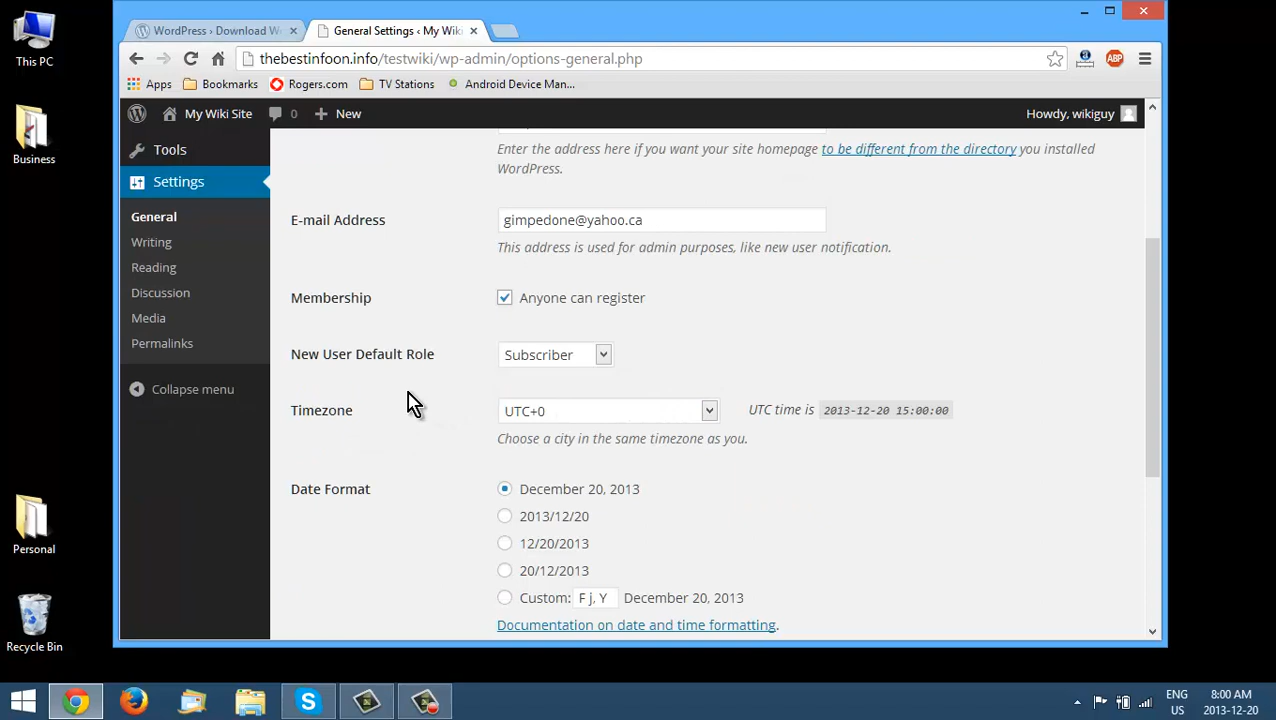 This PC
Business
Personal
Recycle Bin
WordPress › Download W
General Settings ‹ My Wiki
thebestinfoon.info/testwiki/wp-admin/options-general.php
ABP
Apps
Bookmarks
Rogers.com
TV Stations
Android Device Man...
My Wiki Site
0
New
Howdy, wikiguy
Tools
Settings
General
Writing
Reading
Discussion
Media
Permalinks
Collapse menu
Enter the address here if you want your site homepage to be different from the directory you installed
WordPress.
E-mail Address
gimpedone@yahoo.ca
This address is used for admin purposes, like new user notification.
Membership
Anyone can register
New User Default Role
Subscriber
Timezone
UTC+0
UTC time is 2013-12-20 15:00:00
Choose a city in the same timezone as you.
Date Format
December 20, 2013
2013/12/20
12/20/2013
20/12/2013
Custom: F j, Y December 20, 2013
Documentation on date and time formatting.
ENG
US
8:00 AM
2013-12-20